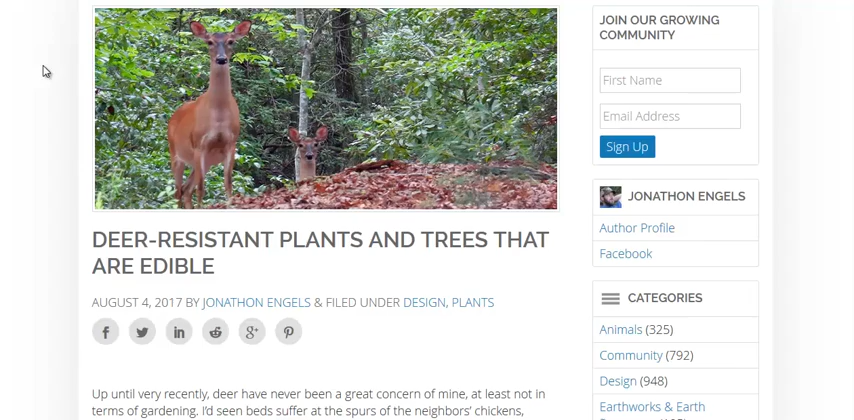 JOIN OUR GROWING
COMMUNITY
First Name
Email Address
Sign Up
JONATHON ENGELS
Author Profile
Facebook
CATEGORIES
Animals (325)
Community (792)
Design (948)
Earthworks & Earth
DEER-RESISTANT PLANTS AND TREES THAT
ARE EDIBLE
AUGUST 4, 2017 BY JONATHON ENGELS & FILED UNDER DESIGN, PLANTS
Up until very recently, deer have never been a great concern of mine, at least not in
terms of gardening. I'd seen beds suffer at the spurs of the neighbors' chickens,